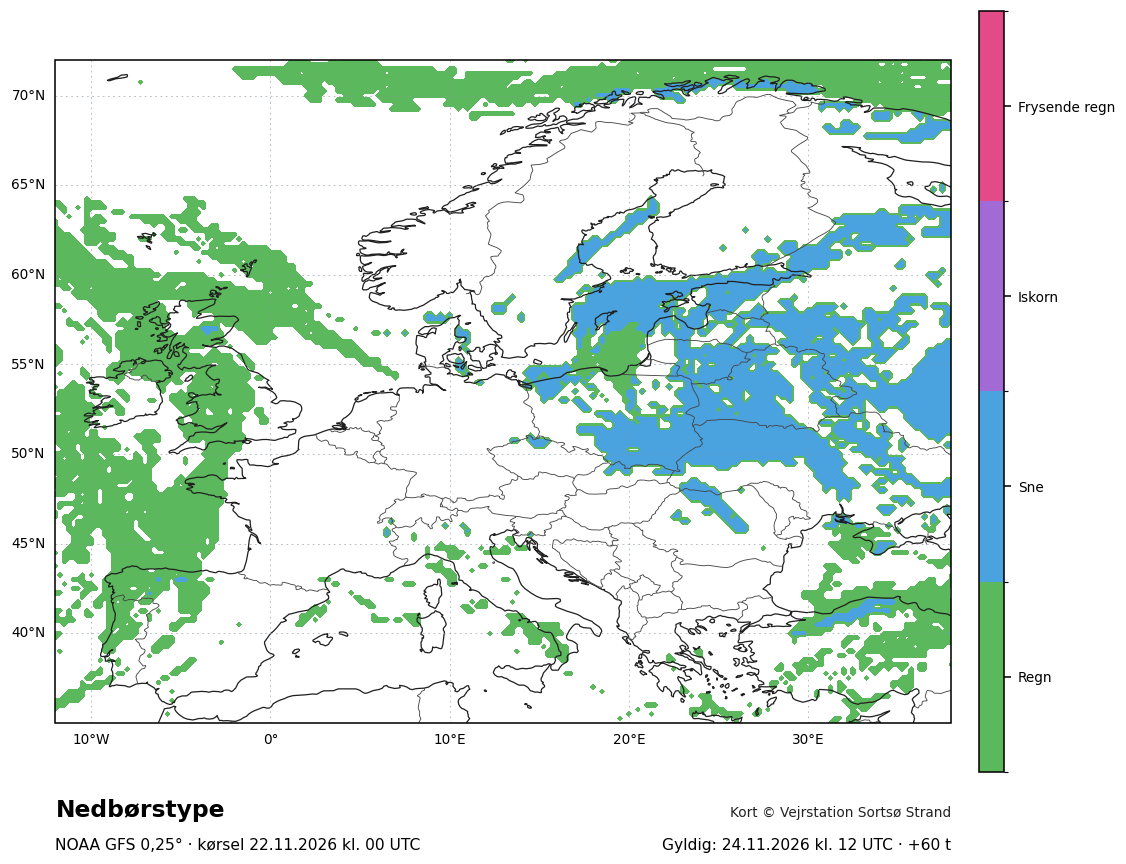 70°N
65°N
60°N
55°N
50°N
45°N
40°N
10°W
0°
10°E
20°E
30°E
Frysende regn
Iskorn
Sne
Regn
Nedbørstype
Kort © Vejrstation Sortsø Strand
NOAA GFS 0,25° · kørsel 22.11.2026 kl. 00 UTC
Gyldig: 24.11.2026 kl. 12 UTC · +60 t